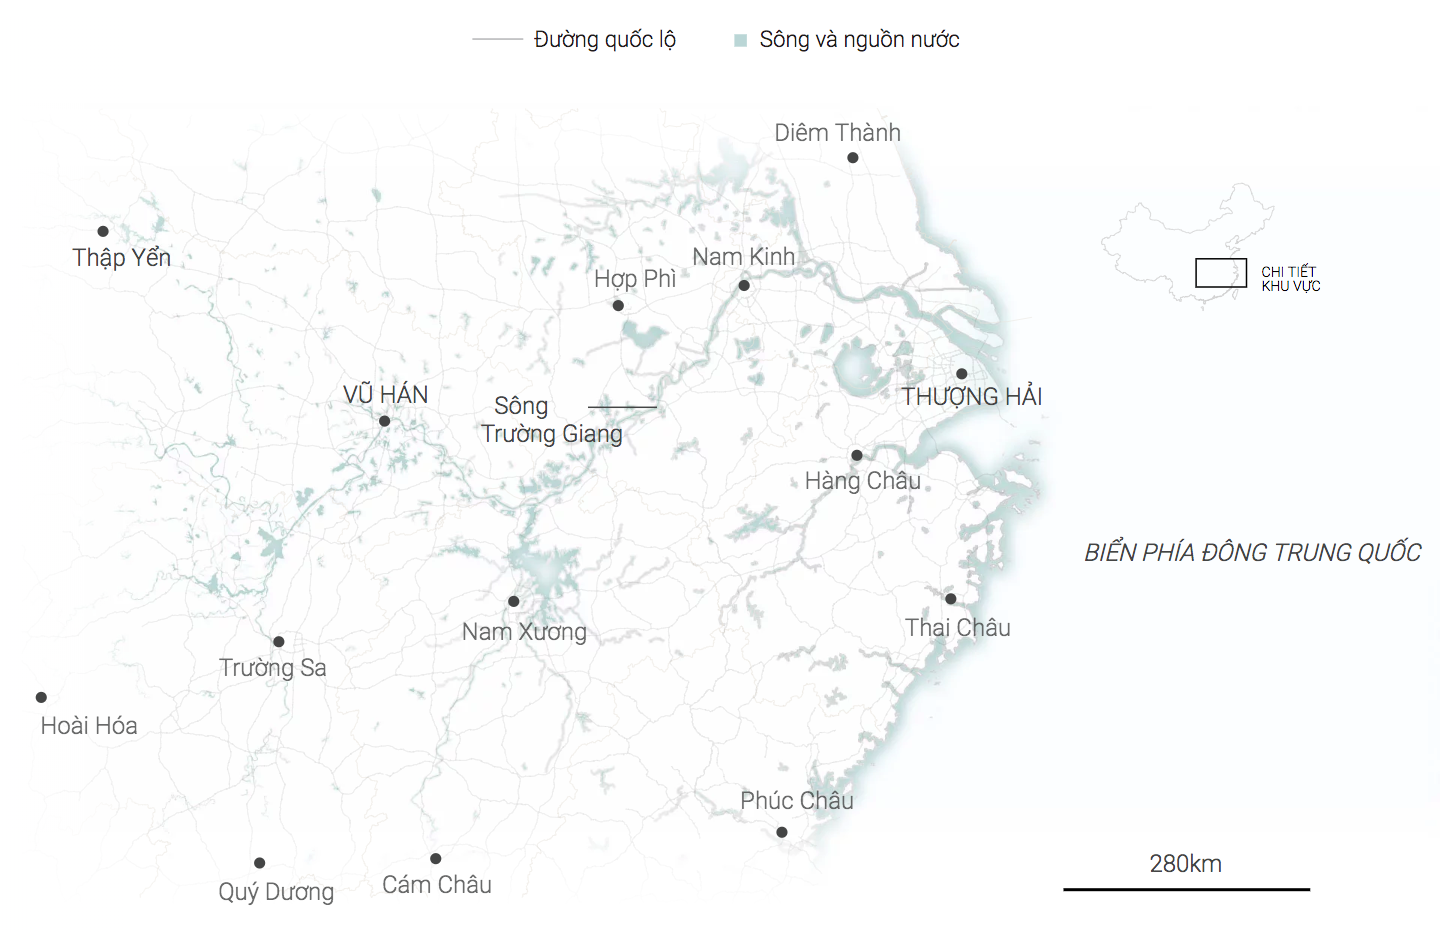 Đường quốc lộ
Sông và nguồn nước
Diêm Thành
Thập Yển
Nam Kinh
Hợp Phì
CHI TIẾT
KHU VỰC
VŨ HÁN
Sông
Trường Giang
THƯỢNG HẢI
Hàng Châu
BIỂN PHÍA ĐÔNG TRUNG QUỐC
Nam Xương
Thai Châu
Trường Sa
Hoài Hóa
Phúc Châu
280km
Quý Dương
Cám Châu